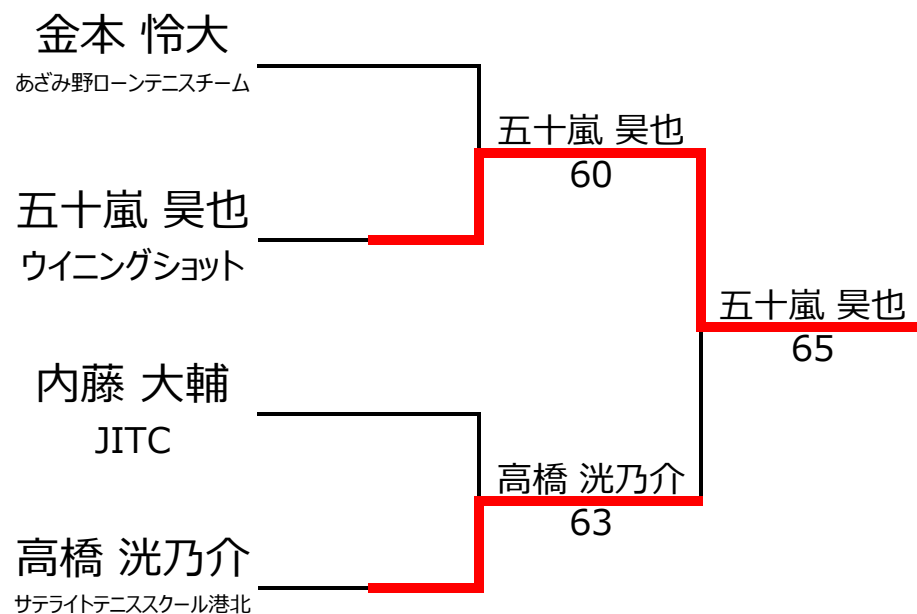 金本 怜大
あざみ野ローンテニスチーム
五十嵐 昊也
60
五十嵐 昊也
ウイニングショット
五十嵐 昊也
65
内藤 大輔
JITC
高橋 洸乃介
63
高橋 洸乃介
サテライトテニススクール港北